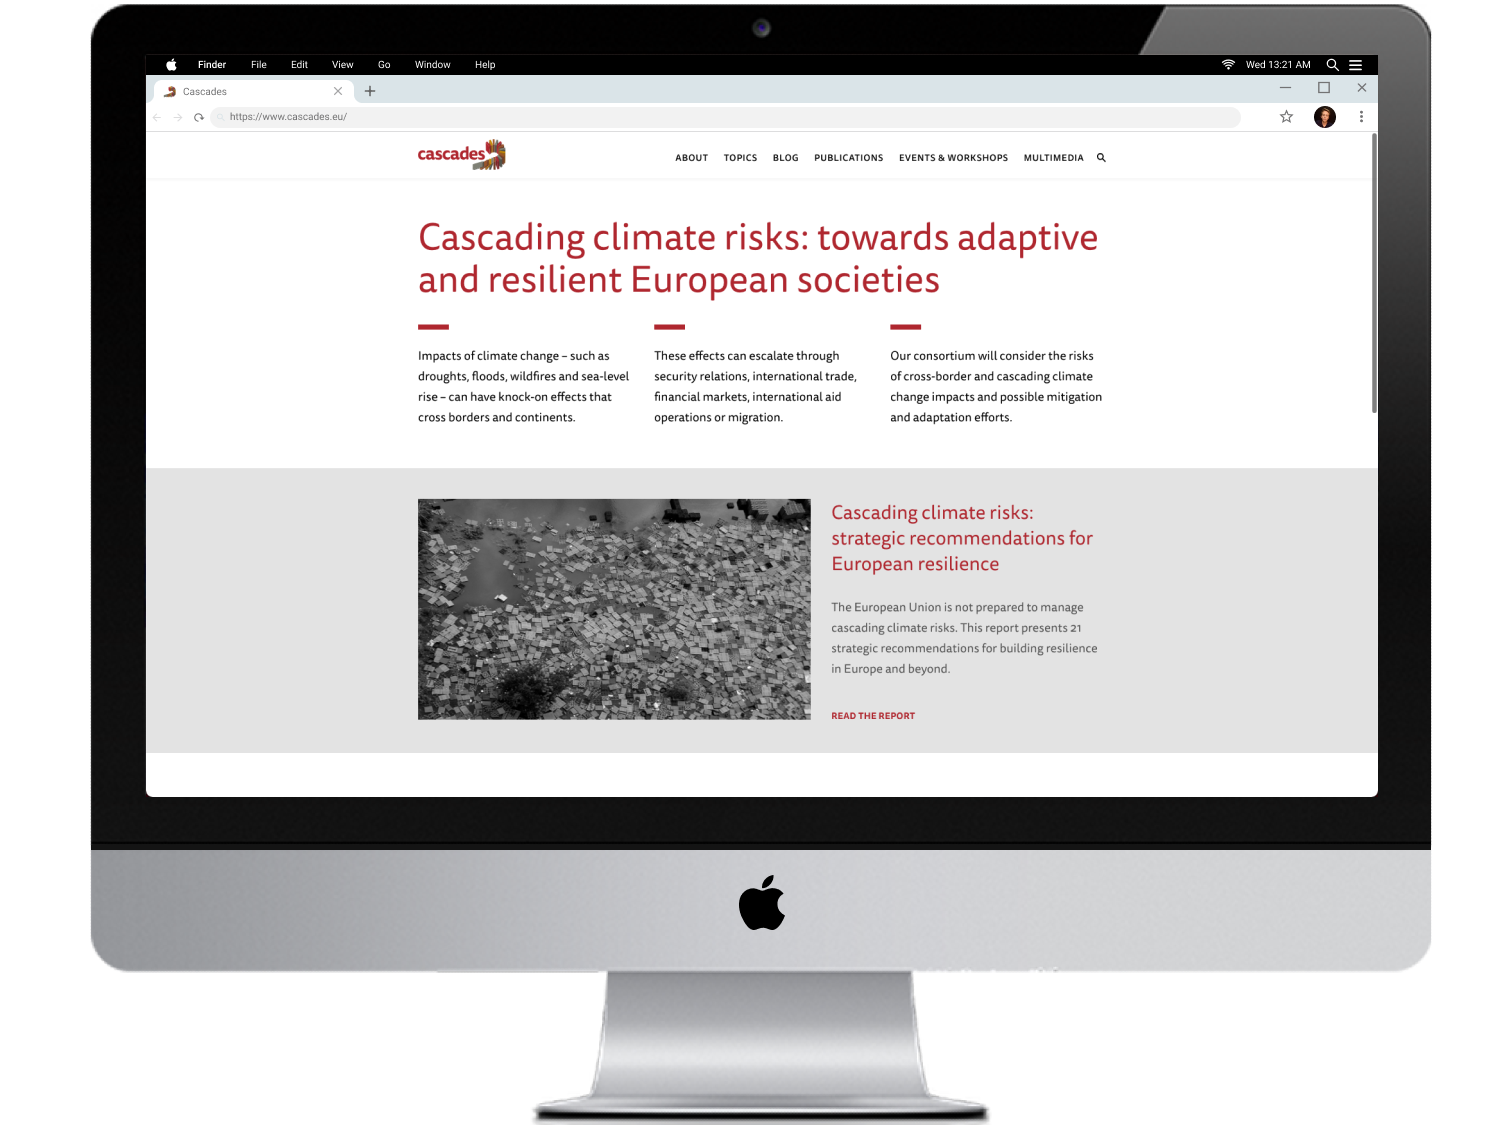 Finder File Edit View Go Window Help Wed 13:21 AM
Cascades
https://www.cascades.eu/
cascades
ABOUT TOPICS BLOG PUBLICATIONS EVENTS & WORKSHOPS MULTIMEDIA
Cascading climate risks: towards adaptive
and resilient European societies
Impacts of climate change – such as
droughts, floods, wildfires and sea-level
rise – can have knock-on effects that
cross borders and continents.
These effects can escalate through
security relations, international trade,
financial markets, international aid
operations or migration.
Our consortium will consider the risks
of cross-border and cascading climate
change impacts and possible mitigation
and adaptation efforts.
Cascading climate risks:
strategic recommendations for
European resilience
The European Union is not prepared to manage
cascading climate risks. This report presents 21
strategic recommendations for building resilience
in Europe and beyond.
READ THE REPORT